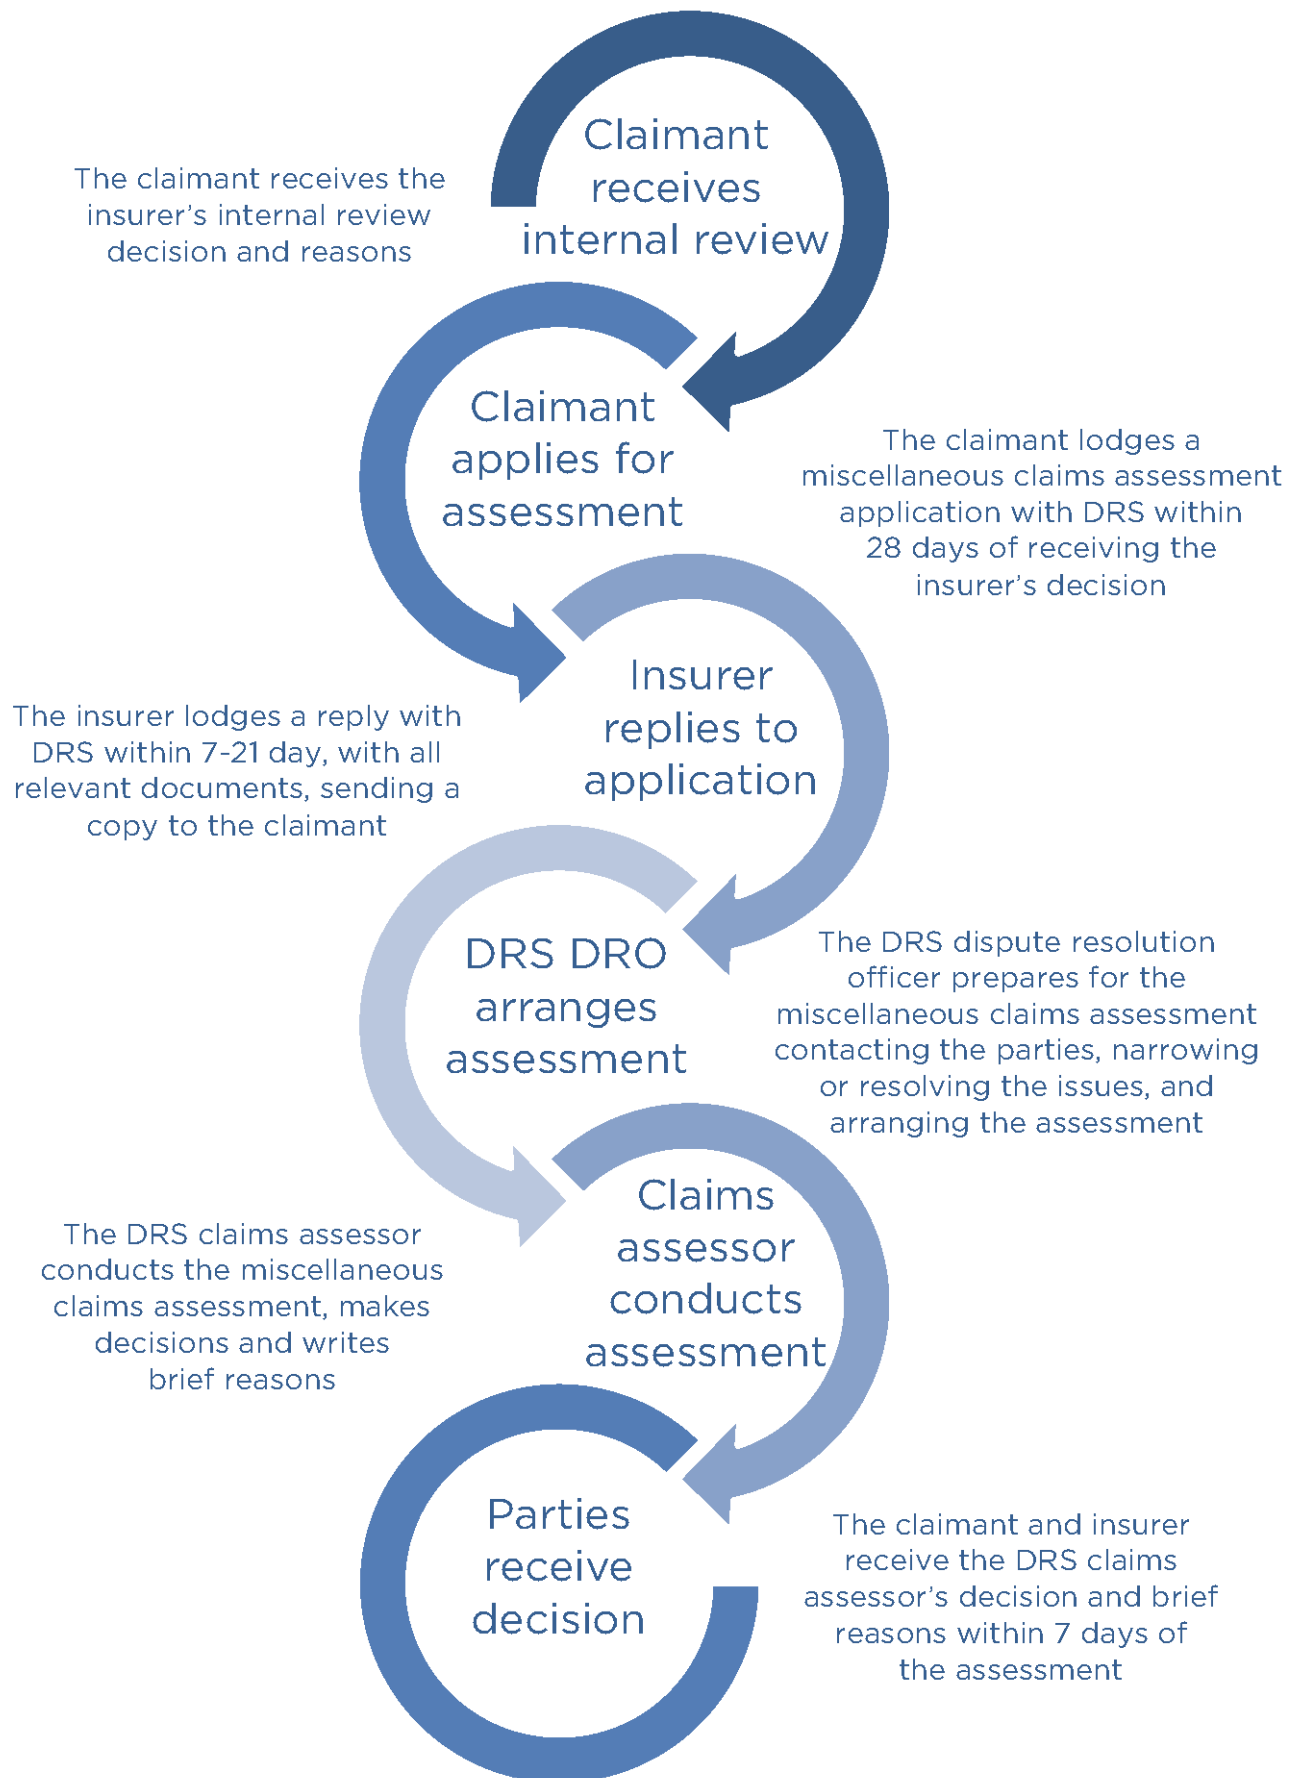 Claimant
receives
internal review
The claimant receives the
insurer's internal review
decision and reasons
Claimant
applies for
assessment
The claimant lodges a
miscellaneous claims assessment
application with DRS within
28 days of receiving the
insurer's decision
Insurer
replies to
application
The insurer lodges a reply with
DRS within 7-21 day, with all
relevant documents, sending a
copy to the claimant
DRS DRO
arranges
assessment
The DRS dispute resolution
officer prepares for the
miscellaneous claims assessment
contacting the parties, narrowing
or resolving the issues, and
arranging the assessment
Claims
assessor
conducts
assessment
The DRS claims assessor
conducts the miscellaneous
claims assessment, makes
decisions and writes
brief reasons
Parties
receive
decision
The claimant and insurer
receive the DRS claims
assessor's decision and brief
reasons within 7 days of
the assessment